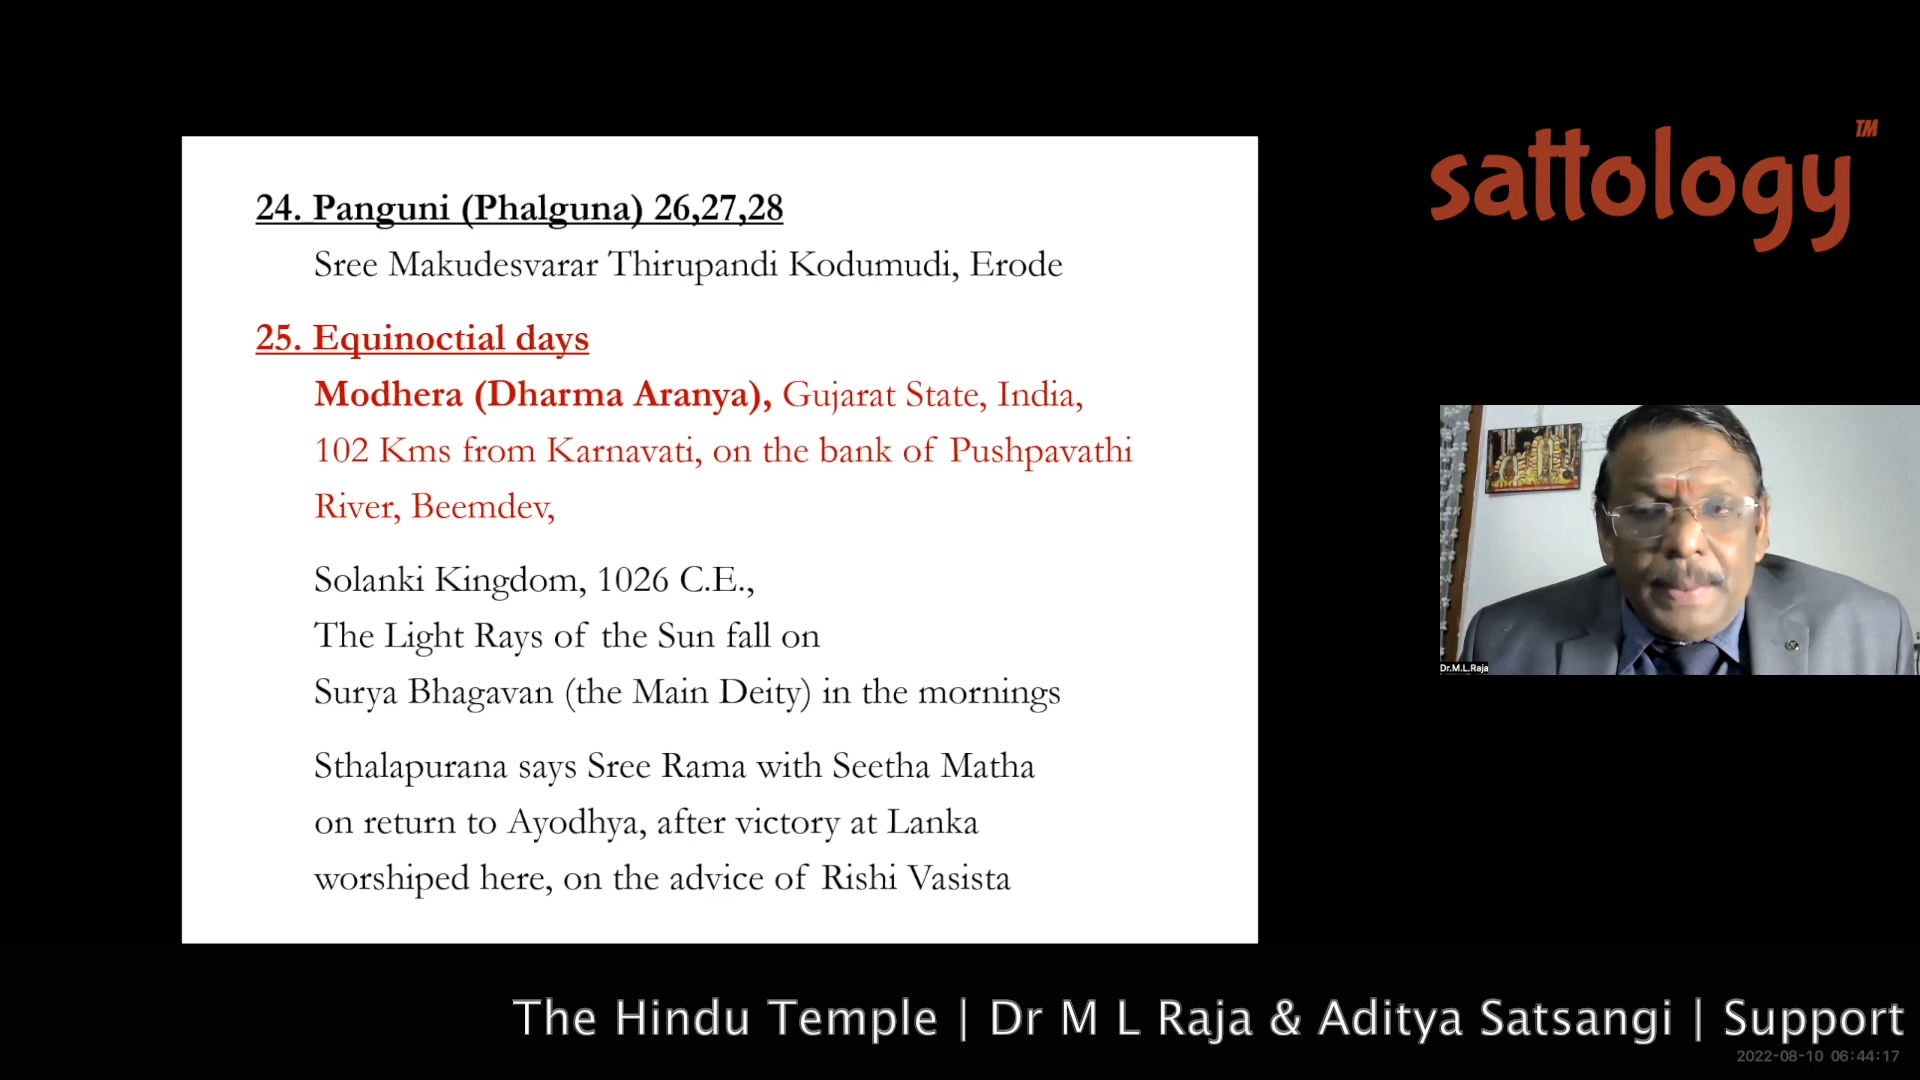 sattology™
24. Panguni (Phalguna) 26,27,28
Sree Makudesvarar Thirupandi Kodumudi, Erode
25. Equinoctial days
Modhera (Dharma Aranya), Gujarat State, India,
102 Kms from Karnavati, on the bank of Pushpavathi
River, Beemdev,
Solanki Kingdom, 1026 C.E.,
The Light Rays of the Sun fall on
Surya Bhagavan (the Main Deity) in the mornings
Sthalapurana says Sree Rama with Seetha Matha
on return to Ayodhya, after victory at Lanka
worshiped here, on the advice of Rishi Vasista
Dr.M.L.Raja
The Hindu Temple | Dr M L Raja & Aditya Satsangi | Support
2022-08-10 06:44:17